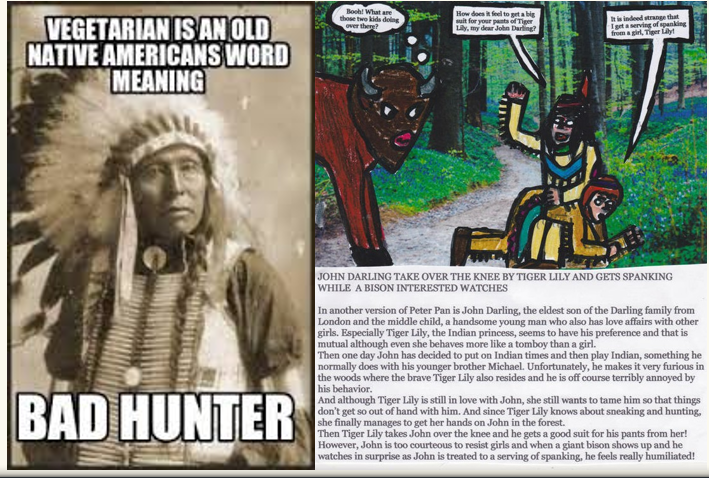 VEGETARIAN IS AN OLD
NATIVE AMERICANS WORD
MEANING
BAD HUNTER
Booh! What are
those two kids doing
over there?
How does it feel to get a big
suit for your pants of Tiger
Lily, my dear John Darling?
It is indeed strange that
I get a serving of spanking
from a girl, Tiger Lily!
JOHN DARLING TAKE OVER THE KNEE BY TIGER LILY AND GETS SPANKING
WHILE A BISON INTERESTED WATCHES
In another version of Peter Pan is John Darling, the eldest son of the Darling family from
London and the middle child, a handsome young man who also has love affairs with other
girls. Especially Tiger Lily, the Indian princess, seems to have his preference and that is
mutual although even she behaves more like a tomboy than a girl.
Then one day John has decided to put on Indian times and then play Indian, something he
normally does with his younger brother Michael. Unfortunately, he makes it very furious in
the woods where the brave Tiger Lily also resides and he is off course terribly annoyed by
his behavior.
And although Tiger Lily is still in love with John, she still wants to tame him so that things
don't get so out of hand with him. And since Tiger Lily knows about sneaking and hunting,
she finally manages to get her hands on John in the forest.
Then Tiger Lily takes John over the knee and he gets a good suit for his pants from her!
However, John is too courteous to resist girls and when a giant bison shows up and he
watches in surprise as John is treated to a serving of spanking, he feels really humiliated!